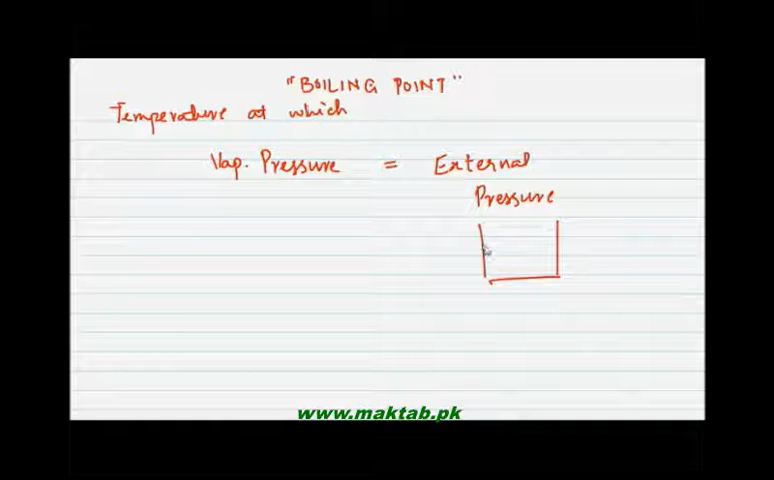 "BOILING POINT"
Temperature at which
Vap. Pressure = External
Pressure
www.maktab.pk